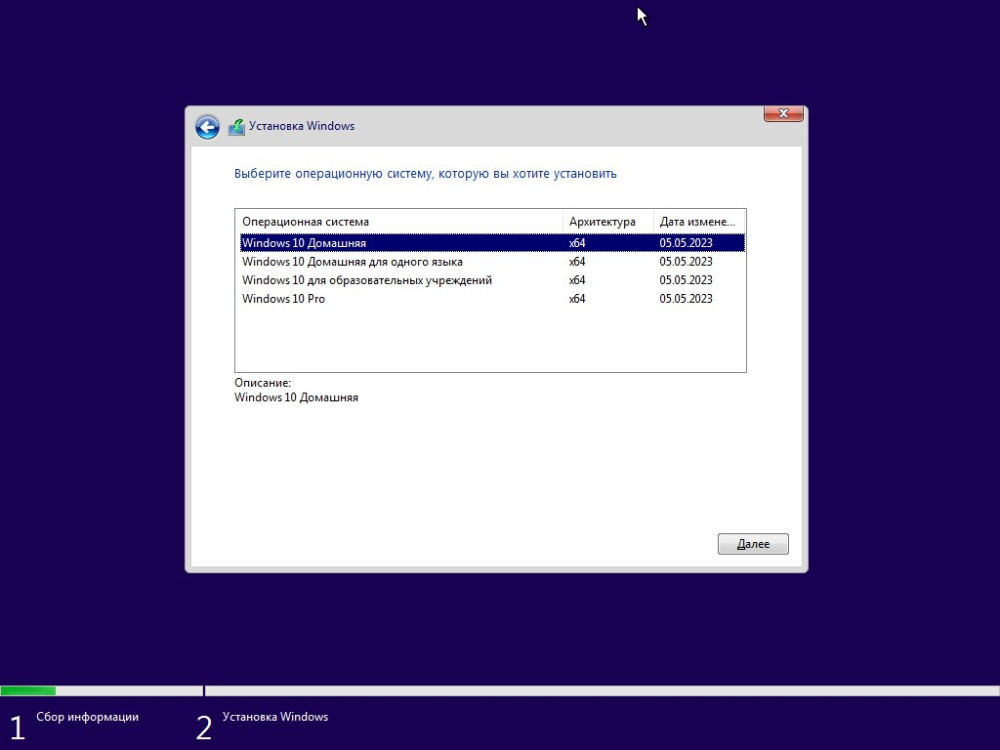 Установка Windows
Выберите операционную систему, которую вы хотите установить
Операционная система Архитектура Дата измене...
Windows 10 Домашняя x64 05.05.2023
Windows 10 Домашняя для одного языка x64 05.05.2023
Windows 10 для образовательных учреждений x64 05.05.2023
Windows 10 Pro x64 05.05.2023
Описание:
Windows 10 Домашняя
Далее
1 Сбор информации 2 Установка Windows